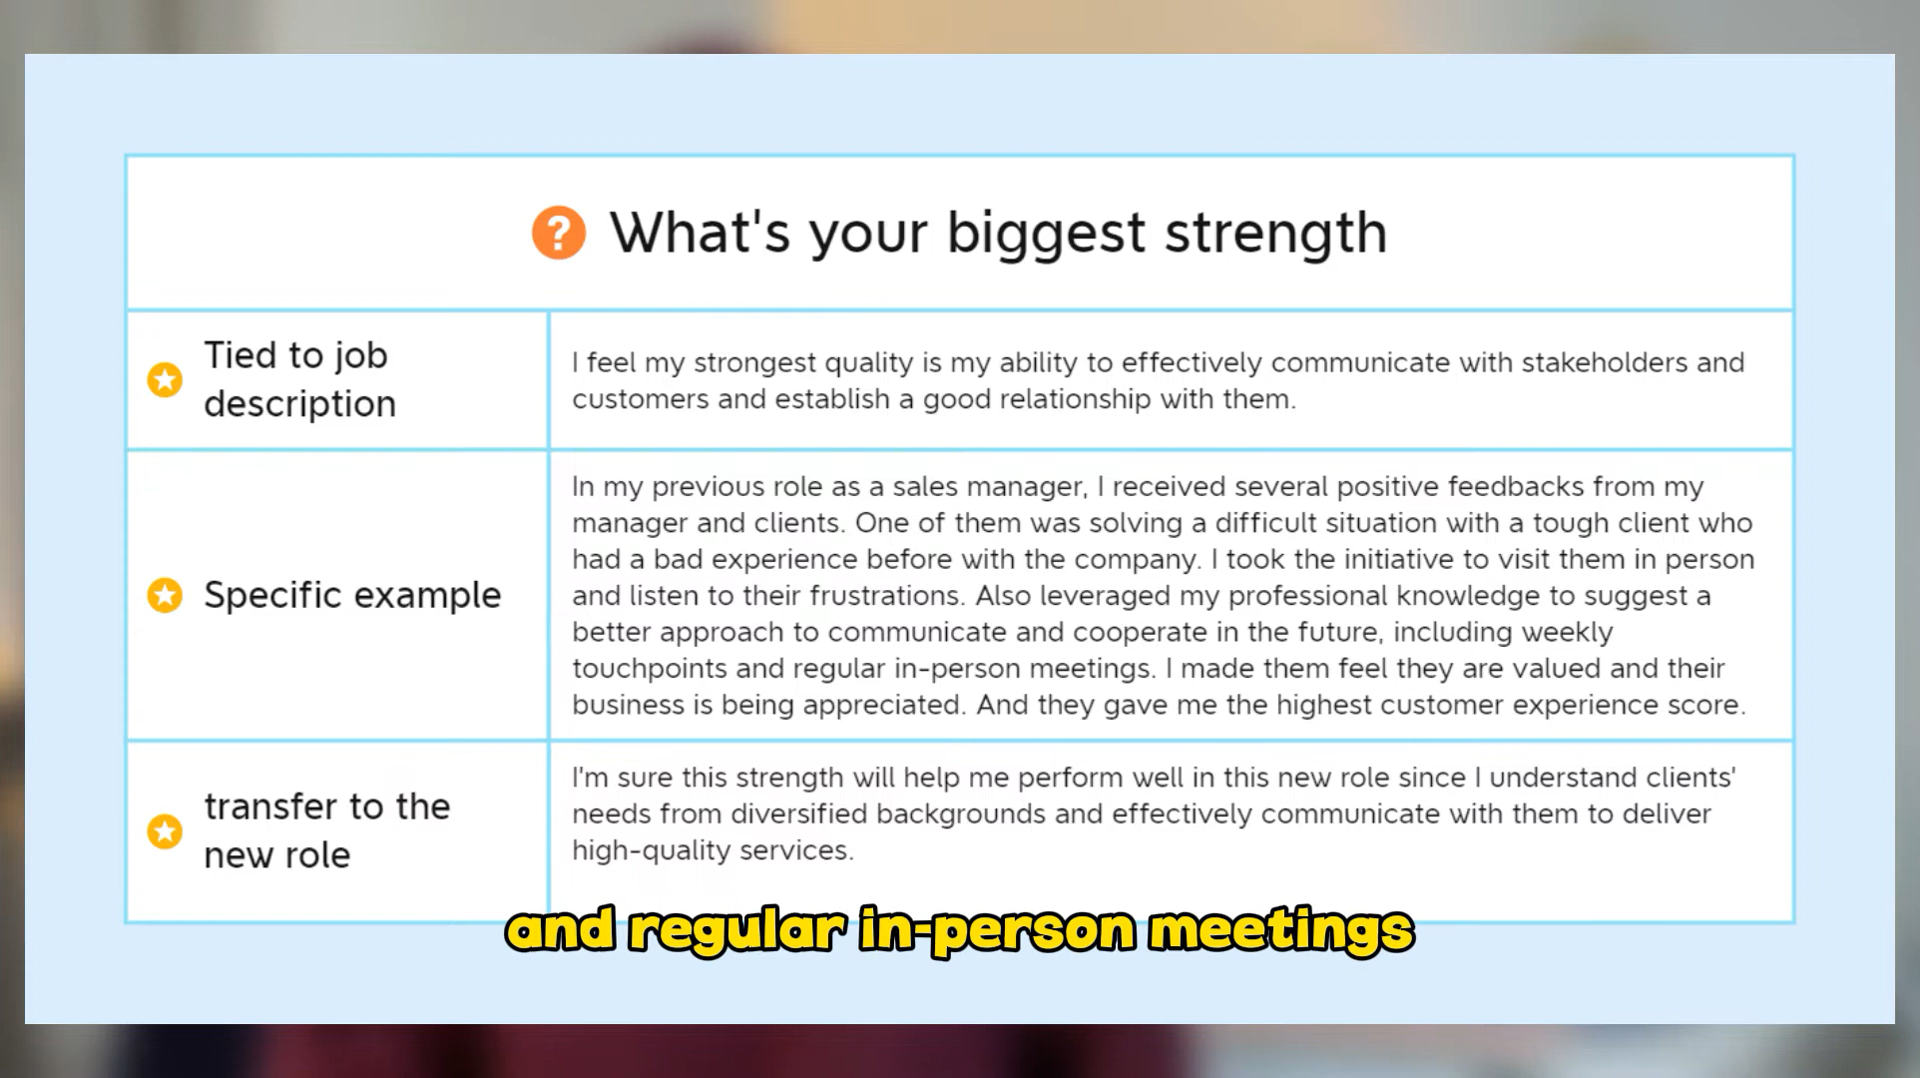 What's your biggest strength
Tied to job
description
I feel my strongest quality is my ability to effectively communicate with stakeholders and
customers and establish a good relationship with them.
Specific example
In my previous role as a sales manager, I received several positive feedbacks from my
manager and clients. One of them was solving a difficult situation with a tough client who
had a bad experience before with the company. I took the initiative to visit them in person
and listen to their frustrations. Also leveraged my professional knowledge to suggest a
better approach to communicate and cooperate in the future, including weekly
touchpoints and regular in-person meetings. I made them feel they are valued and their
business is being appreciated. And they gave me the highest customer experience score.
transfer to the
new role
I'm sure this strength will help me perform well in this new role since I understand clients'
needs from diversified backgrounds and effectively communicate with them to deliver
high-quality services.
and regular in-person meetings